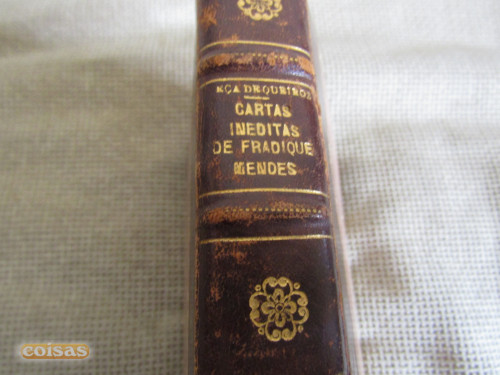 EÇA DE QUEIROZ
CARTAS
INEDITAS
DE FRADIQUE
MENDES
coisas